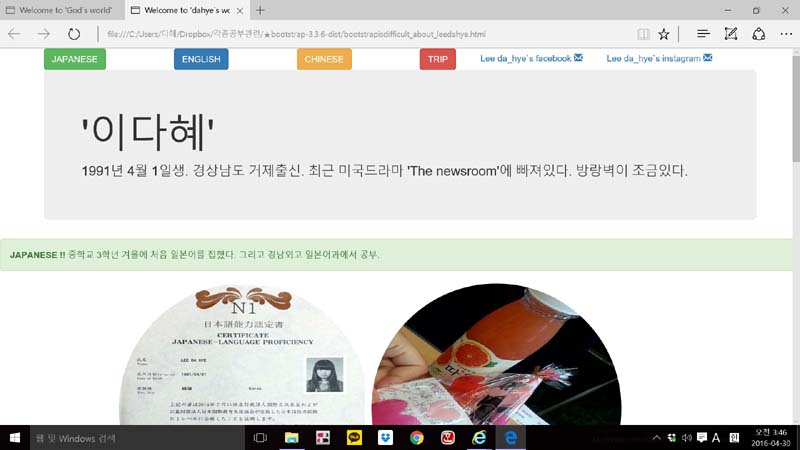 Welcome to 'God`s world'
Welcome to 'dahye's wo
file:///C:/Users/다혜/Dropbox/각종공부관련/★bootstrap-3.3.6-dist/bootstrapisdifficult_about_leedahye.html
JAPANESE ENGLISH CHINESE TRIP Lee da_hye`s facebook Lee da_hye`s instagram
'이다혜'
1991년 4월 1일생. 경상남도 거제출신. 최근 미국드라마 'The newsroom'에 빠져있다. 방랑벽이 조금있다.
JAPANESE !! 중학교 3학년 겨울에 처음 일본어를 접했다. 그리고 경남외고 일본어과에서 공부.
N1
日本語能力認定書
CERTIFICATE
JAPANESE-LANGUAGE PROFICIENCY
氏名 LEE DA HYE
Name
1991/04/01
Korea
웹 및 Windows 검색
A
오전 3:46
2016-04-30